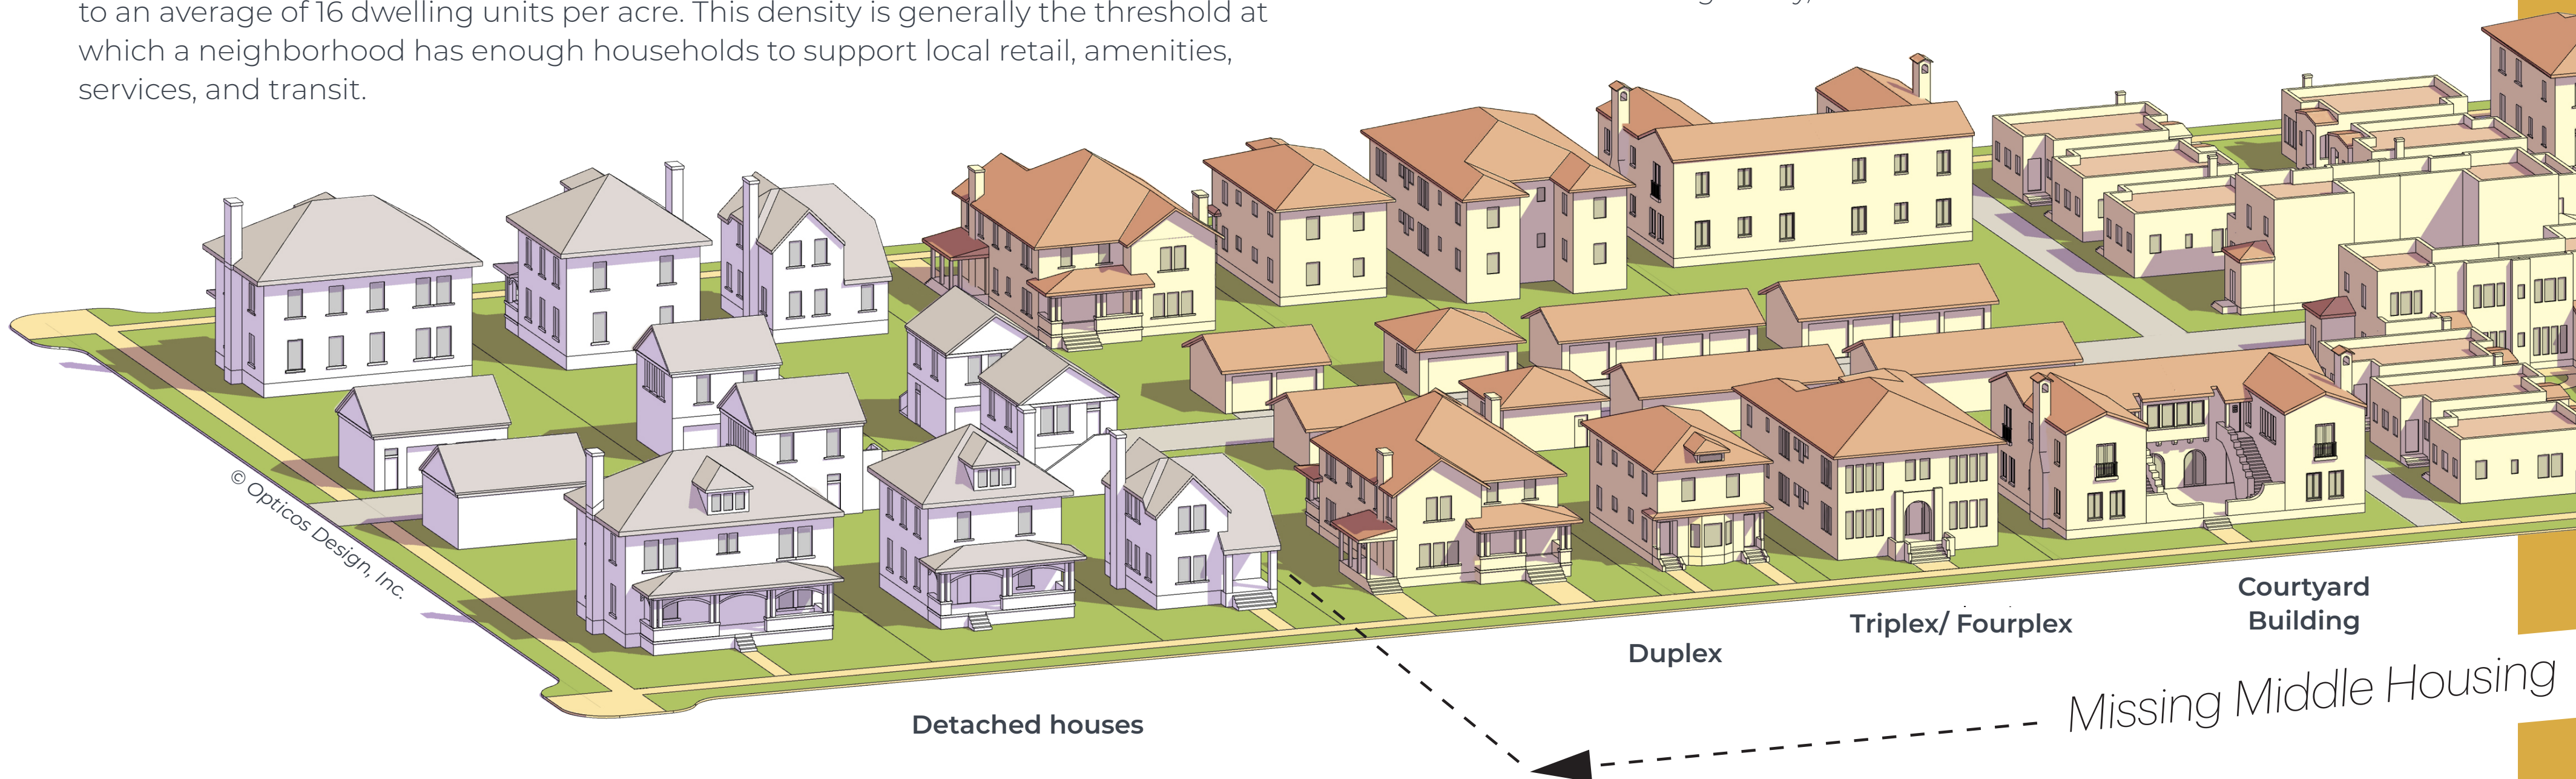 to an average of 16 dwelling units per acre. This density is generally the threshold at
which a neighborhood has enough households to support local retail, amenities,
services, and transit.
© Opticos Design, Inc.
Detached houses
Duplex
Triplex/ Fourplex
Courtyard
Building
Missing Middle Housing